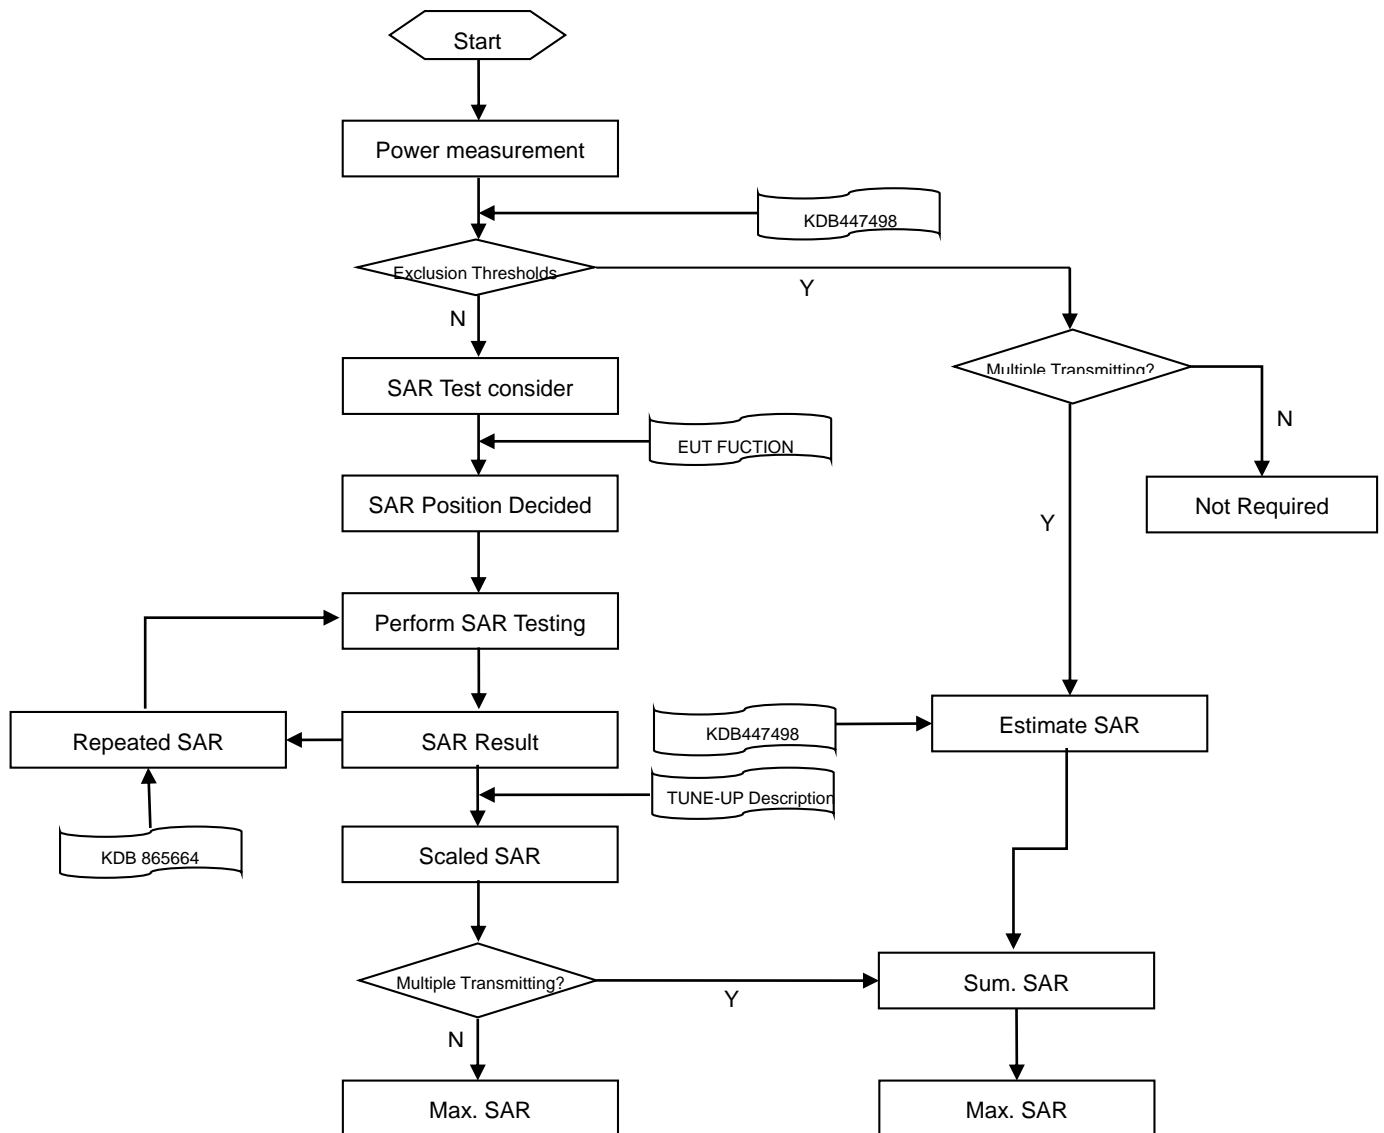 Start
Power measurement
KDB447498
Exclusion Thresholds
Y
N
Multiple Transmitting?
SAR Test consider
N
EUT FUCTION
SAR Position Decided
Not Required
Y
Perform SAR Testing
Repeated SAR
SAR Result
KDB447498
Estimate SAR
TUNE-UP Description
KDB 865664
Scaled SAR
Multiple Transmitting?
Y
Sum. SAR
N
Max. SAR
Max. SAR